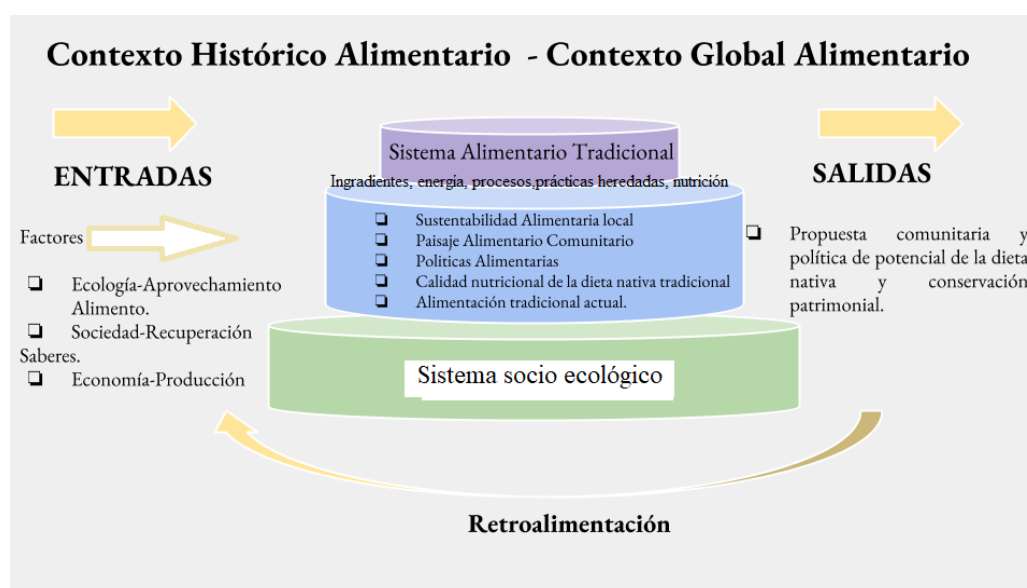 Contexto Histórico Alimentario - Contexto Global Alimentario
ENTRADAS
Factores
❏ Ecología-Aprovechamiento
Alimento.
❏ Sociedad-Recuperación
Saberes.
❏ Economía-Producción
Sistema Alimentario Tradicional
Ingredientes, energia, procesos,prácticas heredadas, nutrición
❏ Sustentabilidad Alimentaria local
❏ Paisaje Alimentario Comunitario
❏ Politicas Alimentarias
❏ Calidad nutricional de la dieta nativa tradicional
❏ Alimentación tradicional actual.
Sistema socio ecológico
SALIDAS
❏ Propuesta comunitaria y
política de potencial de la dieta
nativa y conservación
patrimonial.
Retroalimentación